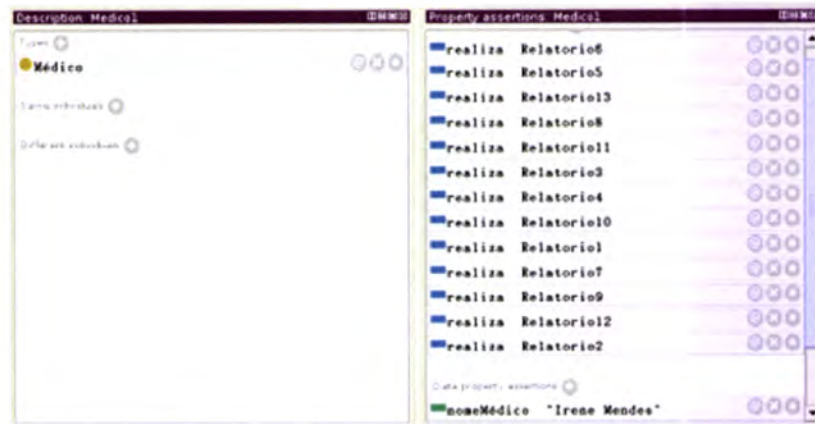 Description: Medico1
Types
Médico
Same individuals
Different individuals
Property assertions: Medico1
realiza Relatorio6
realiza Relatorio5
realiza Relatorio13
realiza Relatorio8
realiza Relatorio11
realiza Relatorio3
realiza Relatorio4
realiza Relatorio10
realiza Relatorio1
realiza Relatorio7
realiza Relatorio9
realiza Relatorio12
realiza Relatorio2
Data property assertions
nomeMédico "Irene Mendes"